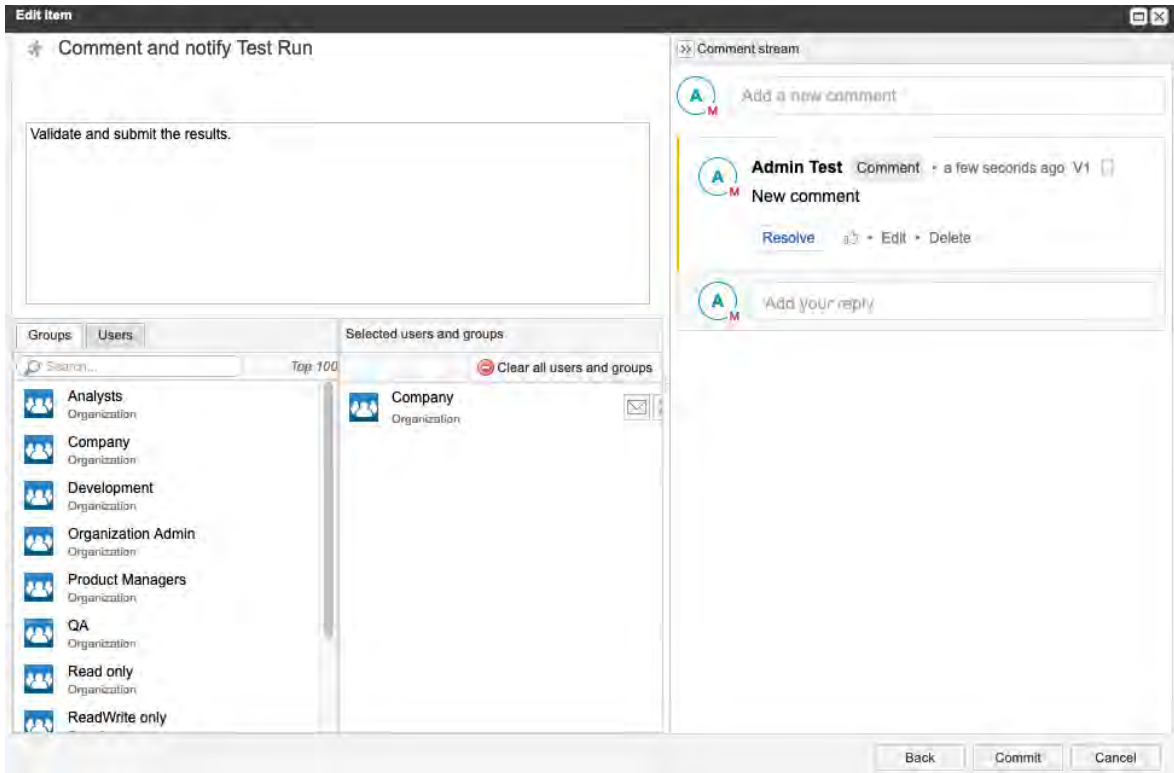 Edit item
Comment and notify Test Run
Validate and submit the results.
Groups
Users
Search...
Top 100
Analysts
Organization
Company
Organization
Development
Organization
Organization Admin
Organization
Product Managers
Organization
QA
Organization
Read only
Organization
ReadWrite only
Selected users and groups
Clear all users and groups
Company
Organization
Comment stream
A
M
Add a new comment
A
M
Admin Test Comment • a few seconds ago V1
New comment
Resolve • Edit • Delete
A
M
Add your reply
Back
Commit
Cancel